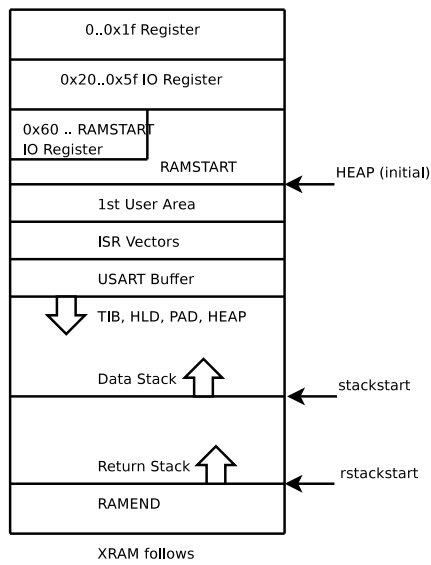 0..0x1f Register
0x20..0x5f IO Register
0x60 .. RAMSTART
IO Register
RAMSTART
HEAP (initial)
1st User Area
ISR Vectors
USART Buffer
TIB, HLD, PAD, HEAP
Data Stack
stackstart
Return Stack
rstackstart
RAMEND
XRAM follows